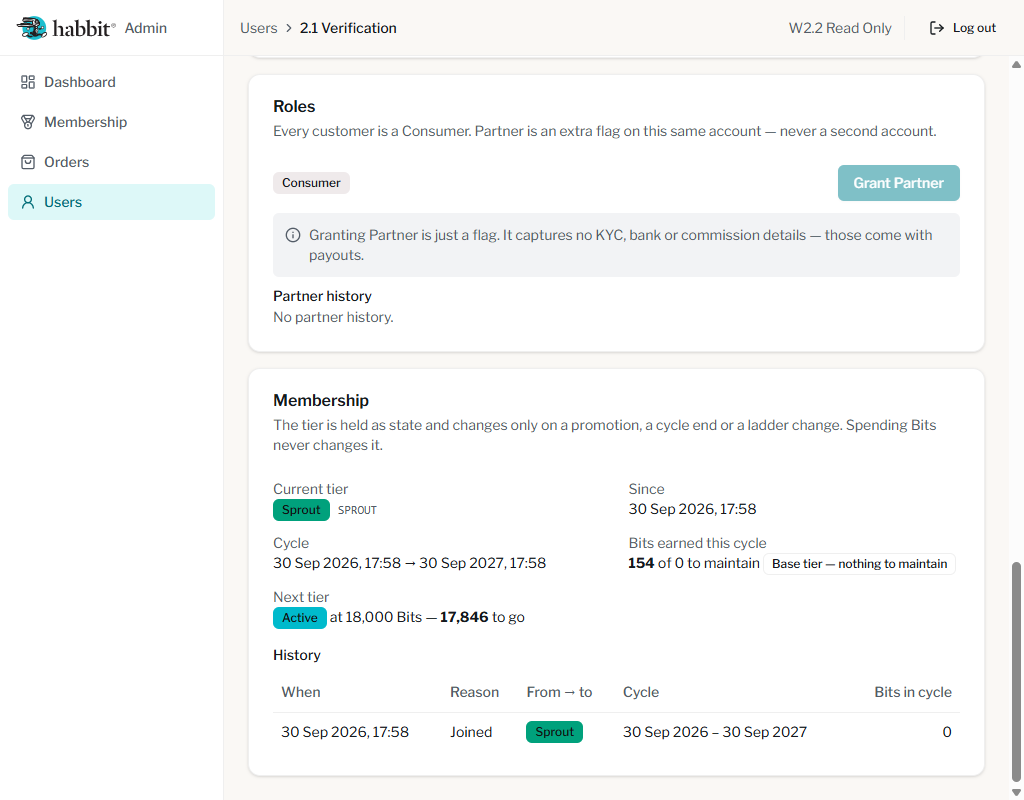 habbit® Admin
Users > 2.1 Verification
W2.2 Read Only
Log out
Dashboard
Membership
Orders
Users
Roles
Every customer is a Consumer. Partner is an extra flag on this same account — never a second account.
Consumer
Grant Partner
Granting Partner is just a flag. It captures no KYC, bank or commission details — those come with
payouts.
Partner history
No partner history.
Membership
The tier is held as state and changes only on a promotion, a cycle end or a ladder change. Spending Bits
never changes it.
Current tier
Sprout SPROUT
Since
30 Sep 2026, 17:58
Cycle
30 Sep 2026, 17:58 → 30 Sep 2027, 17:58
Bits earned this cycle
154 of 0 to maintain Base tier — nothing to maintain
Next tier
Active at 18,000 Bits — 17,846 to go
History
When Reason From → to Cycle Bits in cycle
30 Sep 2026, 17:58 Joined Sprout 30 Sep 2026 – 30 Sep 2027 0